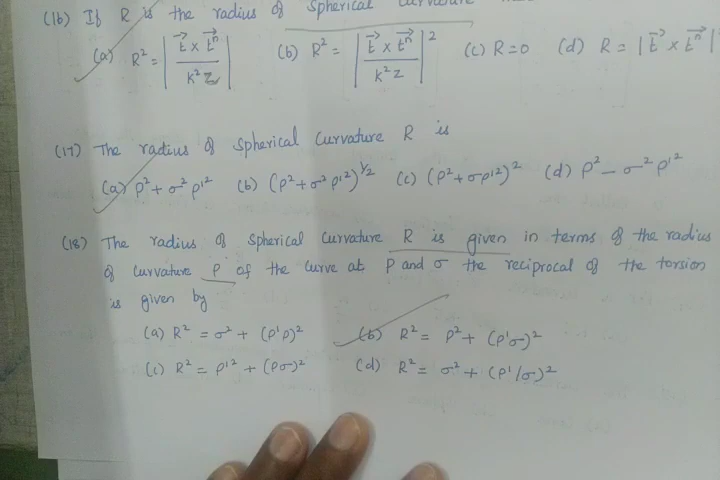 (16) If R is the radius of Spherical curvature
(a) R² = | t⃗ × t⃗ⁿ / k²z | (b) R² = | t⃗ × t⃗ⁿ / k²z |² (c) R=0 (d) R = | t⃗ × t⃗ⁿ |
(17) The radius of Spherical Curvature R is
(a) ρ² + σ² ρ'² (b) (ρ² + σ² ρ'²)^1/2 (c) (ρ² + σρ'²)² (d) ρ² - σ² ρ'²
(18) The radius of Spherical Curvature R is given in terms of the radius
of curvature ρ of the curve at P and σ the reciprocal of the torsion
is given by
(a) R² = σ² + (ρ'ρ)² (b) R² = ρ² + (ρ'σ)²
(c) R² = ρ'² + (ρσ)² (d) R² = σ² + (ρ'/σ)²